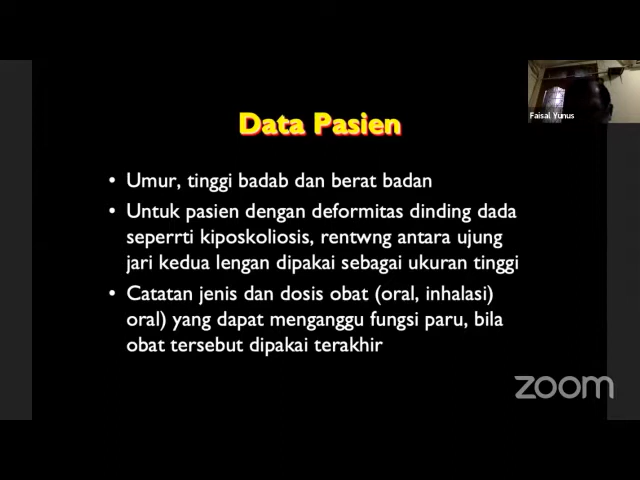 Faisal Yunus
Data Pasien
• Umur, tinggi badab dan berat badan
• Untuk pasien dengan deformitas dinding dada
seperrti kiposkoliosis, rentwng antara ujung
jari kedua lengan dipakai sebagai ukuran tinggi
• Catatan jenis dan dosis obat (oral, inhalasi)
oral) yang dapat menganggu fungsi paru, bila
obat tersebut dipakai terakhir
zoom